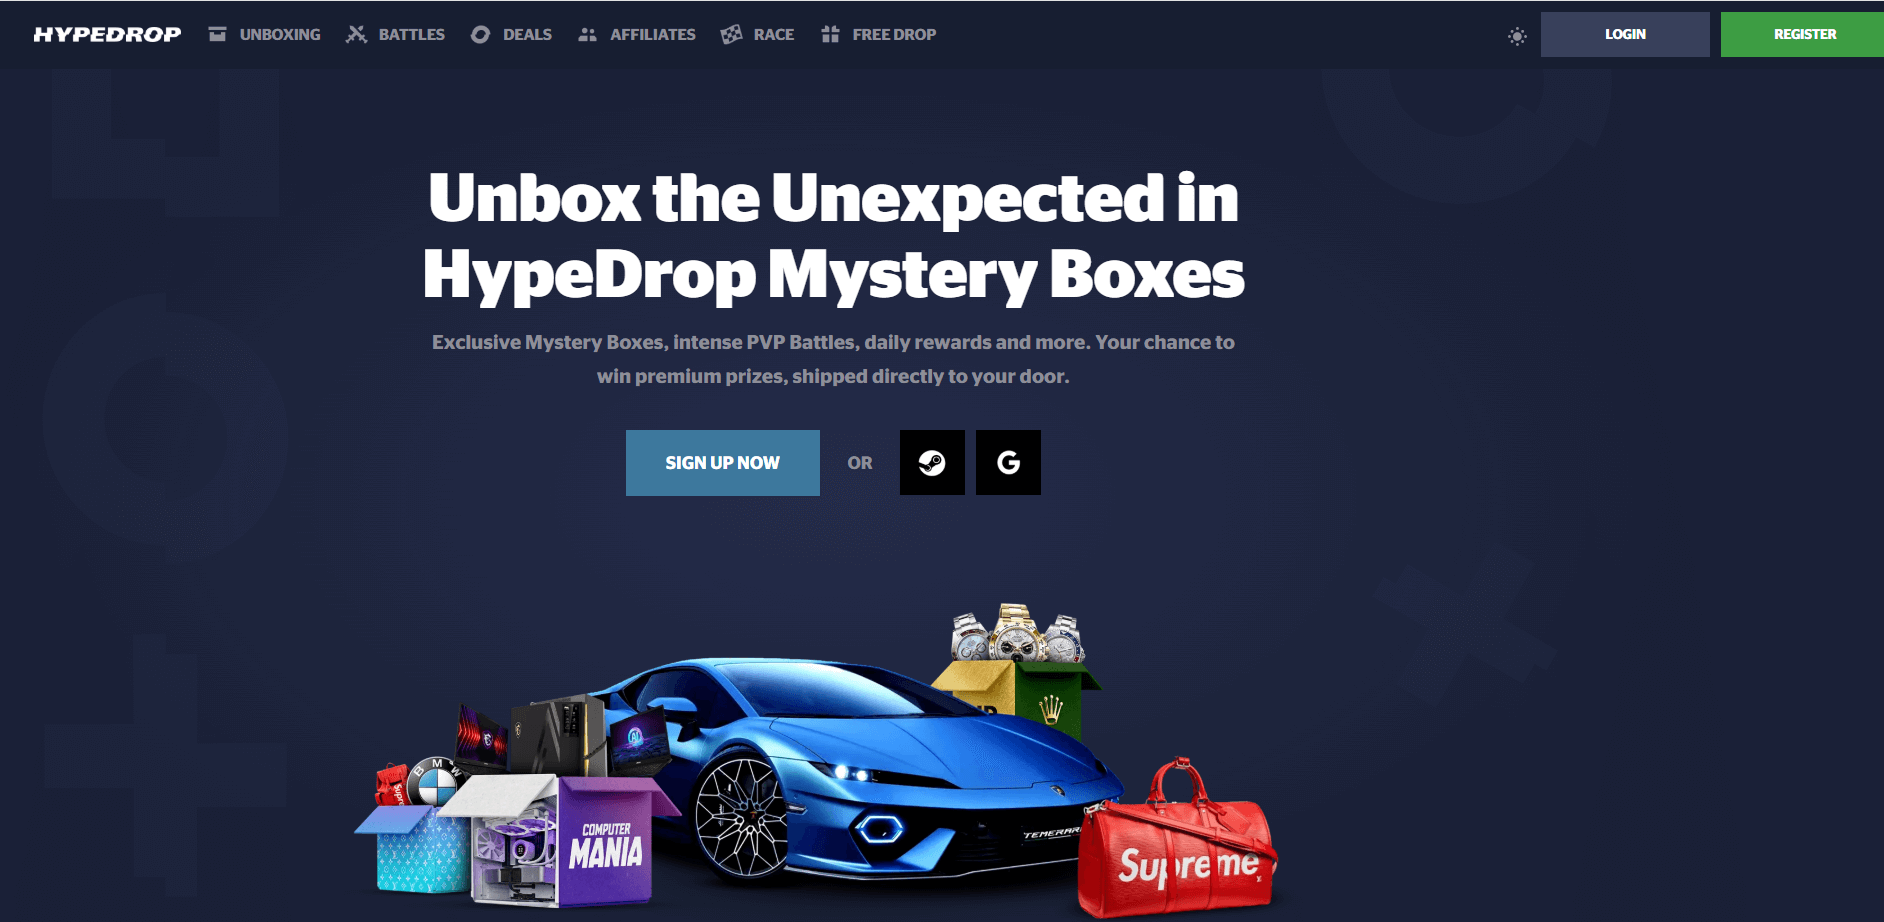 HYPEDROP UNBOXING BATTLES DEALS AFFILIATES RACE FREE DROP LOGIN REGISTER
Unbox the Unexpected in
HypeDrop Mystery Boxes
Exclusive Mystery Boxes, intense PVP Battles, daily rewards and more. Your chance to
win premium prizes, shipped directly to your door.
SIGN UP NOW OR G
AI
BMW
COMPUTER
MANIA
TEMERARI
Supreme